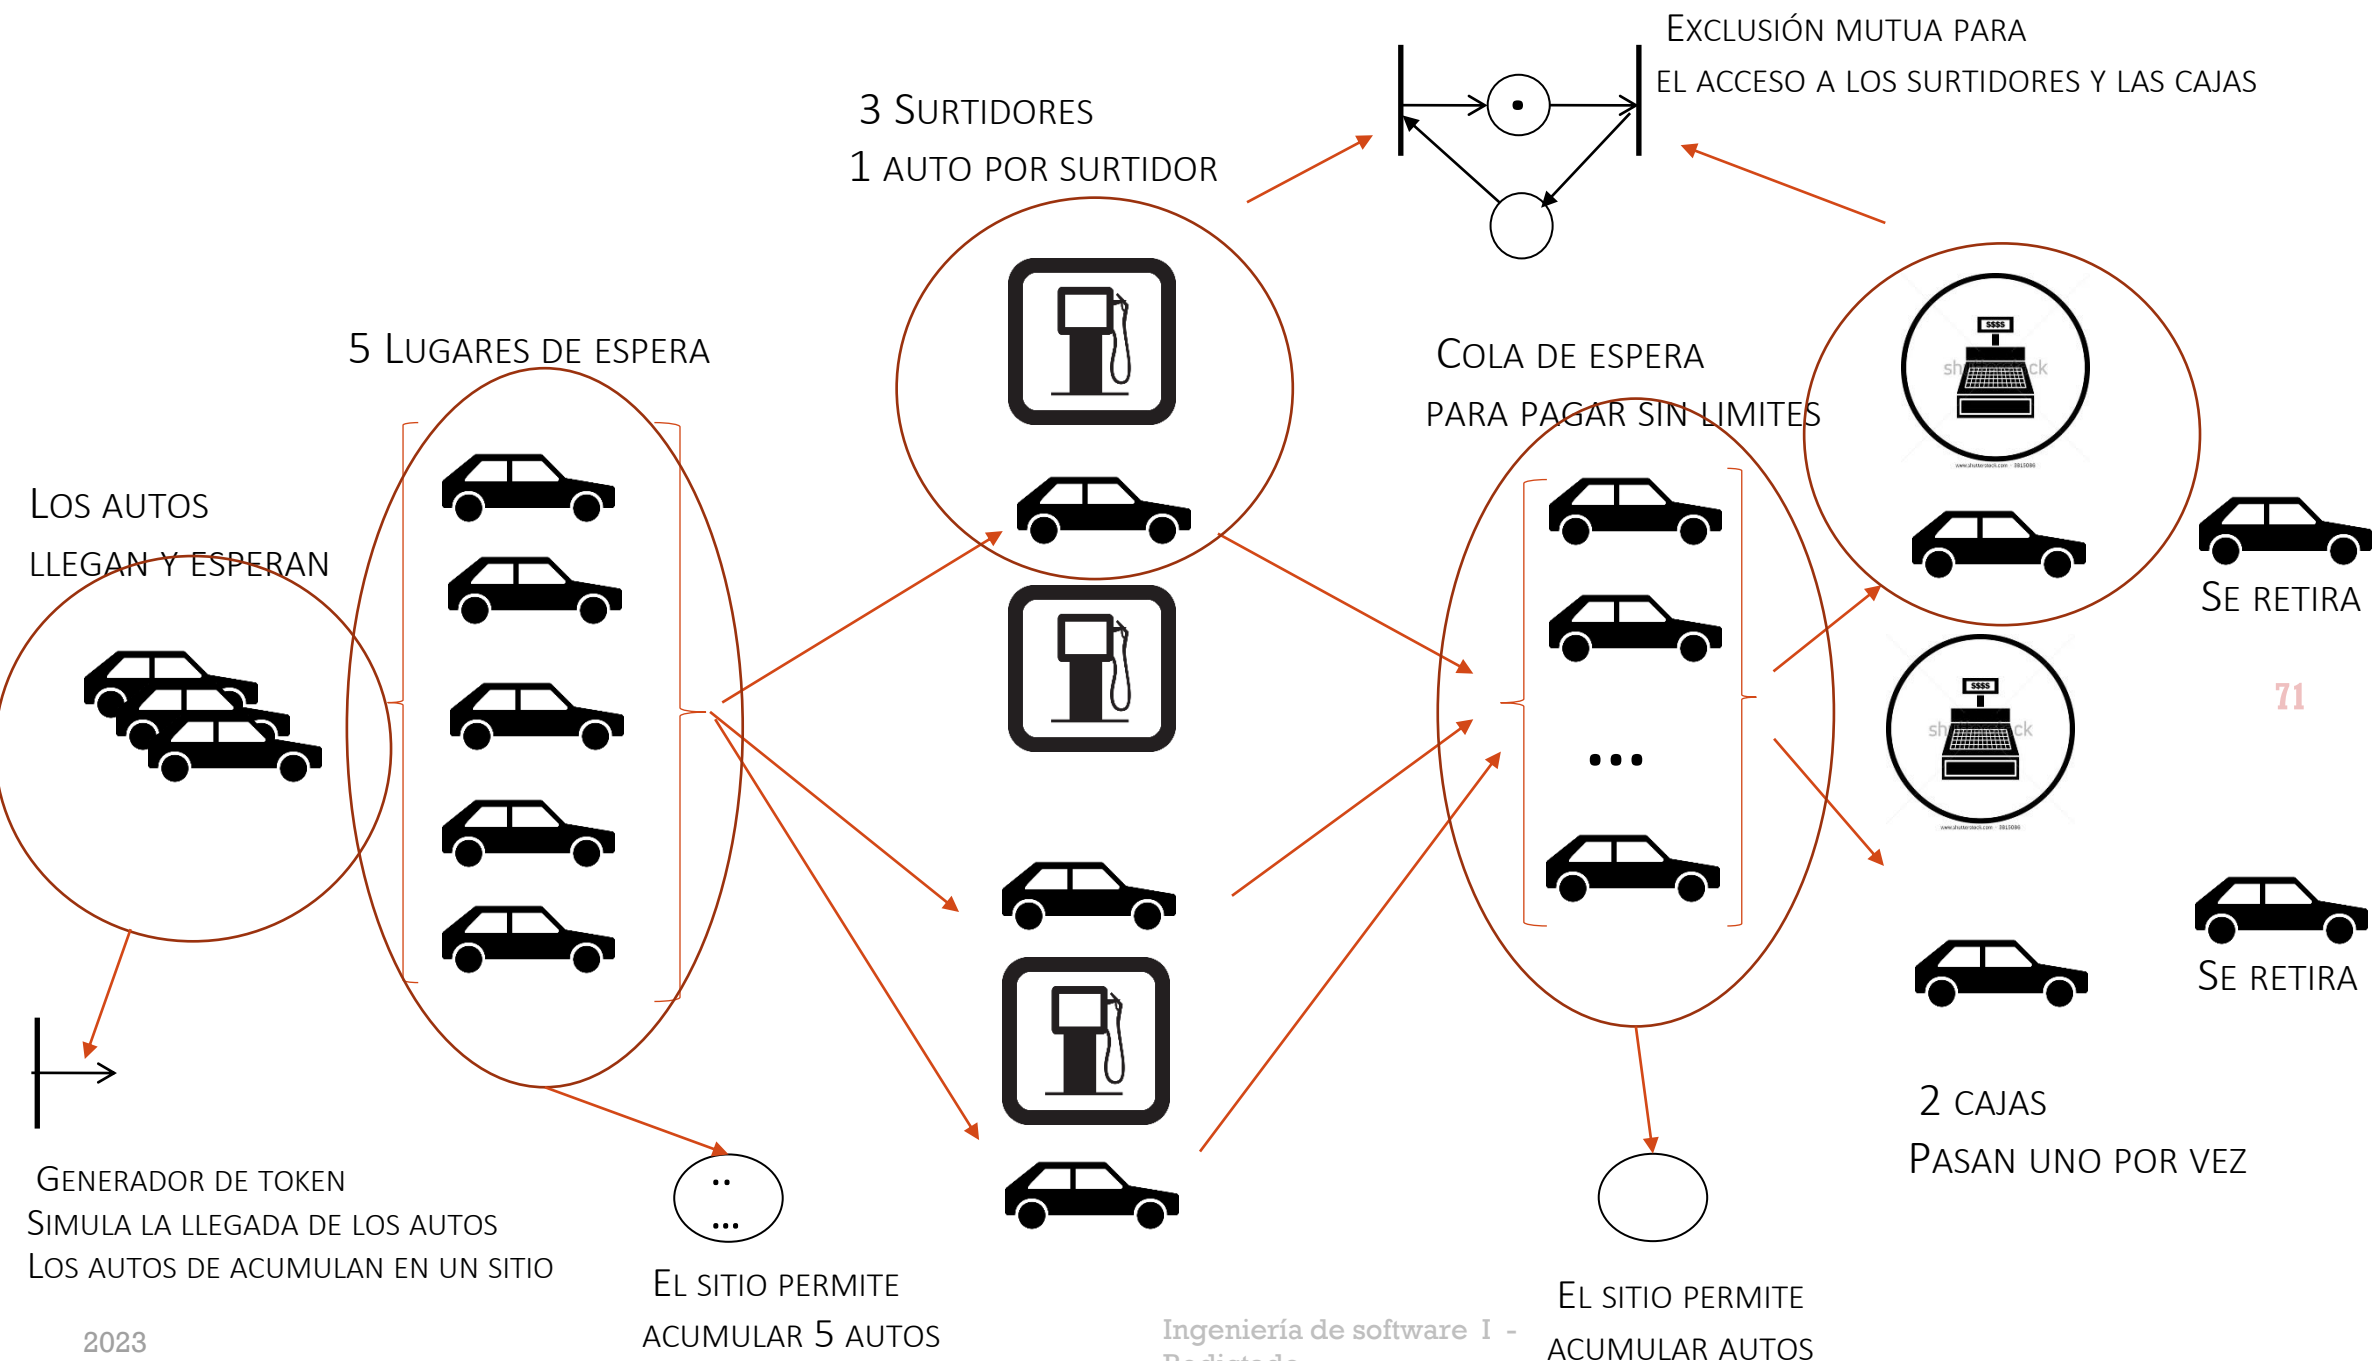 EXCLUSIÓN MUTUA PARA
EL ACCESO A LOS SURTIDORES Y LAS CAJAS
3 SURTIDORES
1 AUTO POR SURTIDOR
5 LUGARES DE ESPERA
COLA DE ESPERA
PARA PAGAR SIN LIMITES
LOS AUTOS
LLEGAN Y ESPERAN
$$$$
SE RETIRA
71
$$$$
SE RETIRA
2 CAJAS
PASAN UNO POR VEZ
GENERADOR DE TOKEN
SIMULA LA LLEGADA DE LOS AUTOS
LOS AUTOS DE ACUMULAN EN UN SITIO
EL SITIO PERMITE
ACUMULAR 5 AUTOS
EL SITIO PERMITE
ACUMULAR AUTOS
2023
Ingeniería de software I -